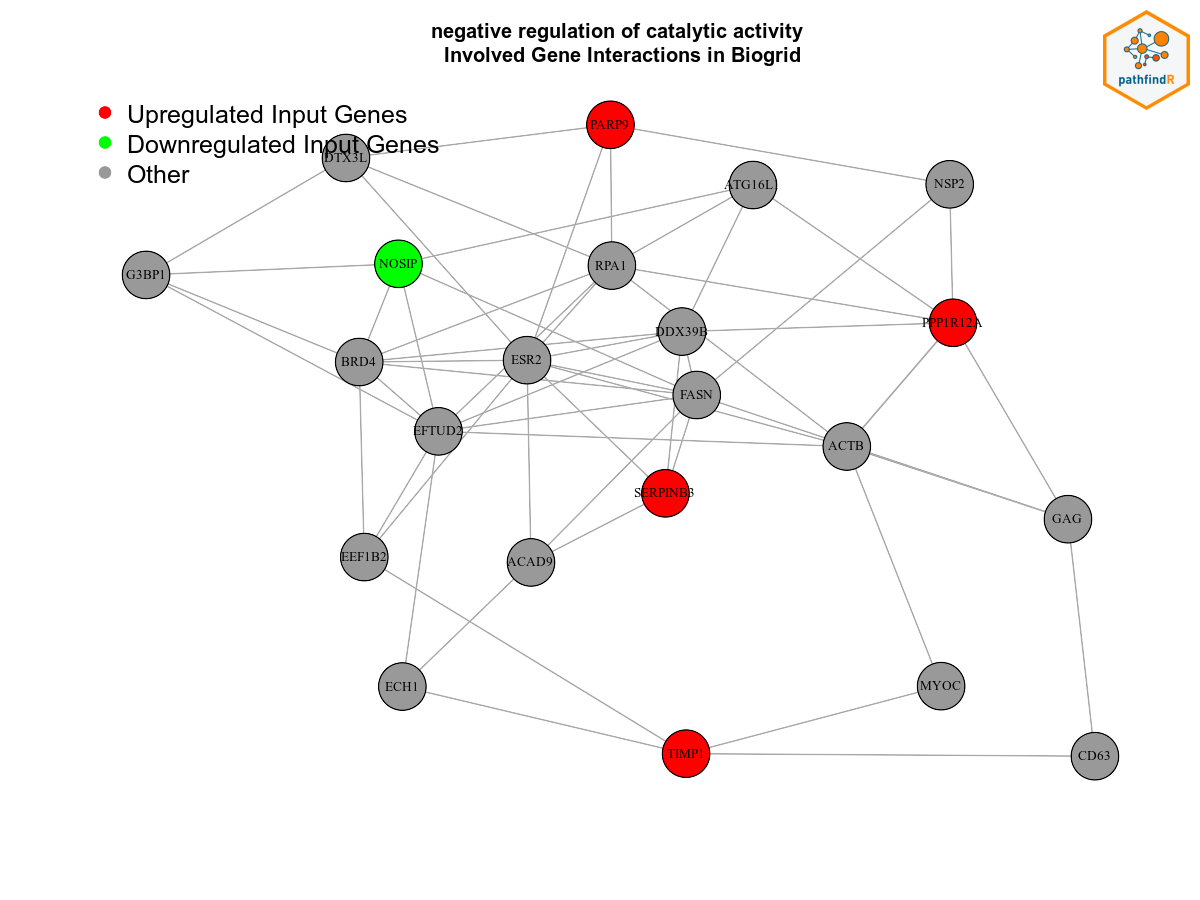 negative regulation of catalytic activity
Involved Gene Interactions in Biogrid
pathfindR
Upregulated Input Genes
Downregulated Input Genes
Other
PARP9
DTX3L
ATG16L1
NSP2
NOSIP
RPA1
G3BP1
PPP1R12A
DDX39B
BRD4
ESR2
FASN
EFTUD2
ACTB
SERPINB3
GAG
EEF1B2
ACAD9
ECH1
MYOC
TIMP1
CD63